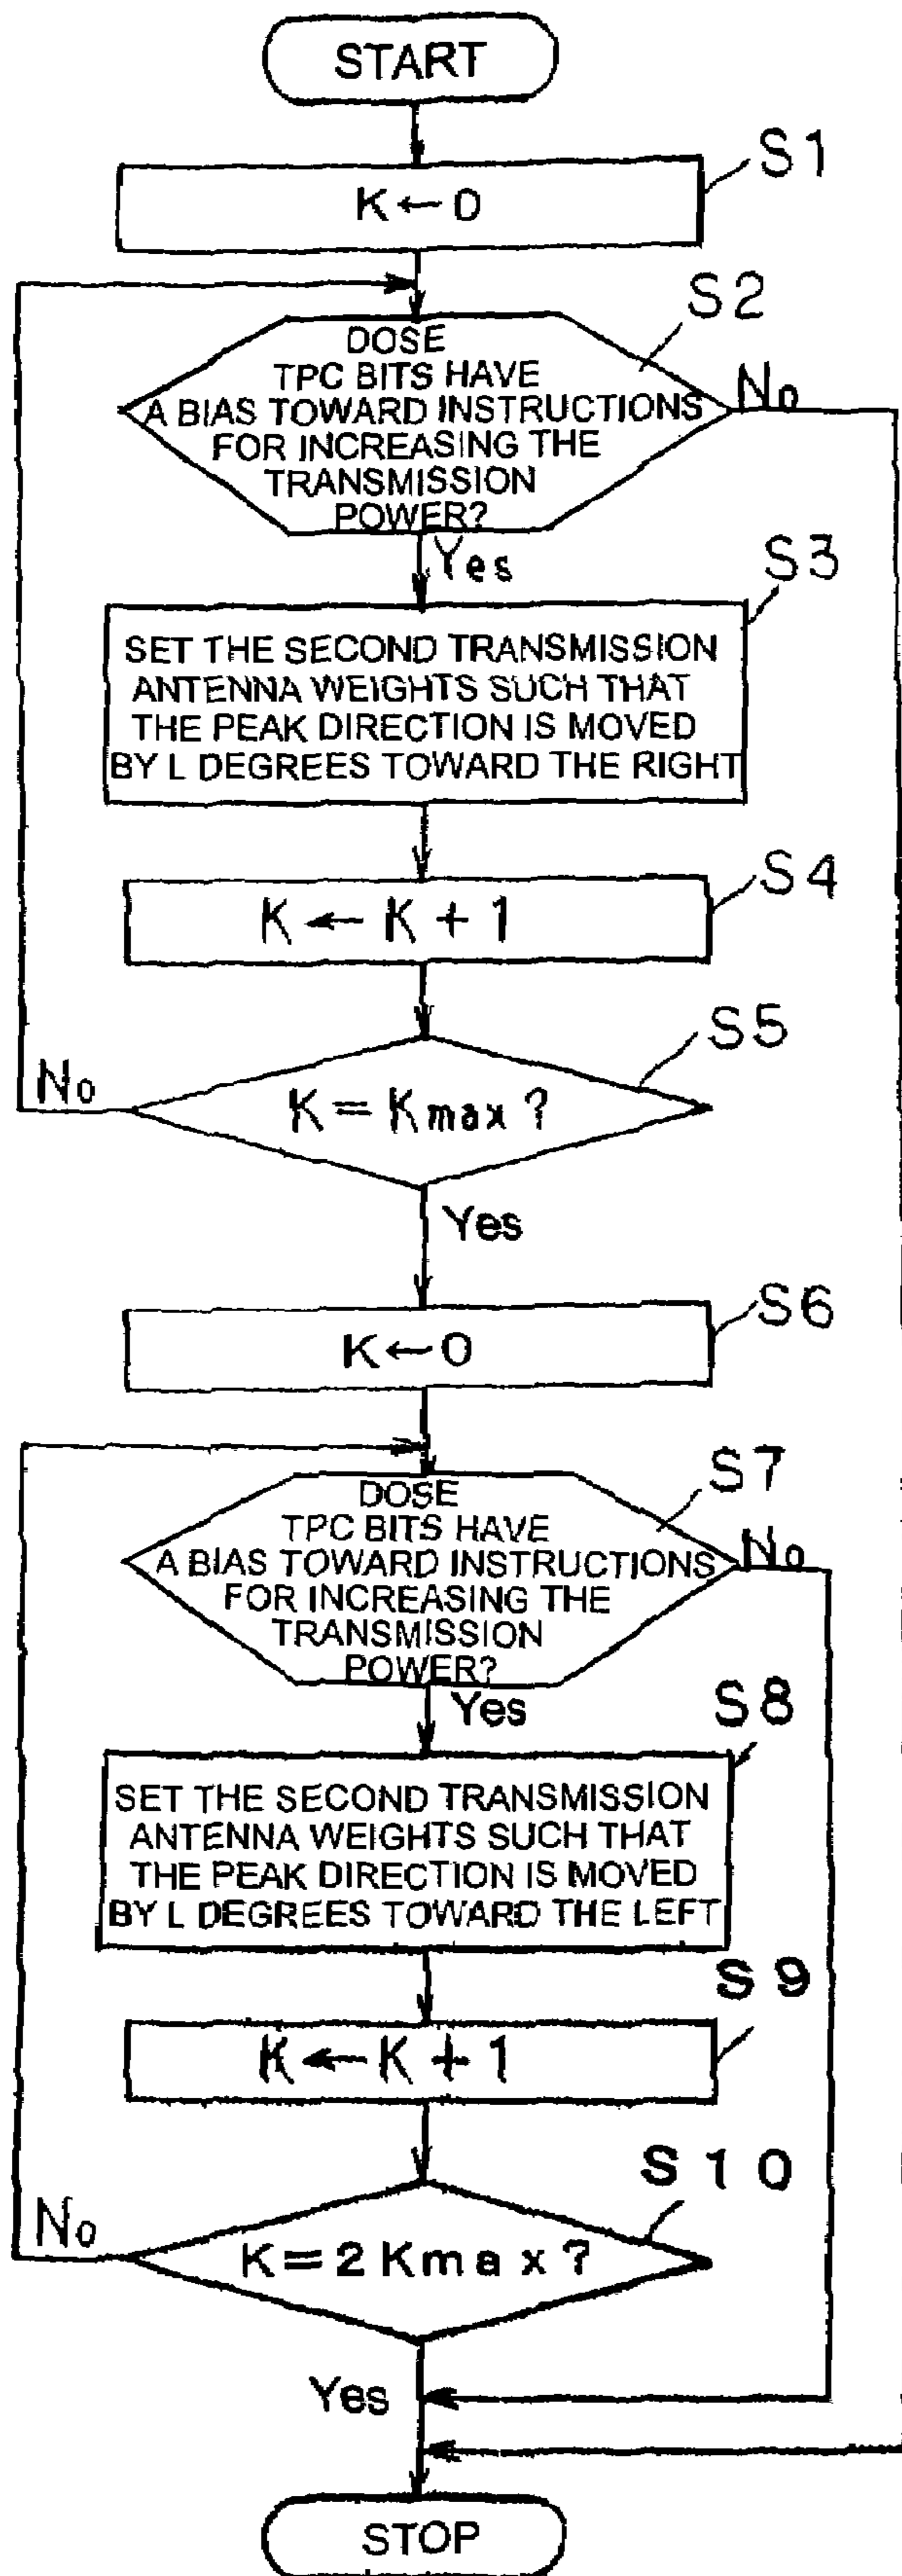 START
S1
K←0
S2
DOSE
TPC BITS HAVE
A BIAS TOWARD INSTRUCTIONS
FOR INCREASING THE
TRANSMISSION
POWER?
No
Yes
S3
SET THE SECOND TRANSMISSION
ANTENNA WEIGHTS SUCH THAT
THE PEAK DIRECTION IS MOVED
BY L DEGREES TOWARD THE RIGHT
S4
K ← K + 1
S5
No
K = Kmax ?
Yes
S6
K←0
S7
DOSE
TPC BITS HAVE
A BIAS TOWARD INSTRUCTIONS
FOR INCREASING THE
TRANSMISSION
POWER?
No
Yes
S8
SET THE SECOND TRANSMISSION
ANTENNA WEIGHTS SUCH THAT
THE PEAK DIRECTION IS MOVED
BY L DEGREES TOWARD THE LEFT
S9
K ← K + 1
S10
No
K = 2 Kmax ?
Yes
STOP